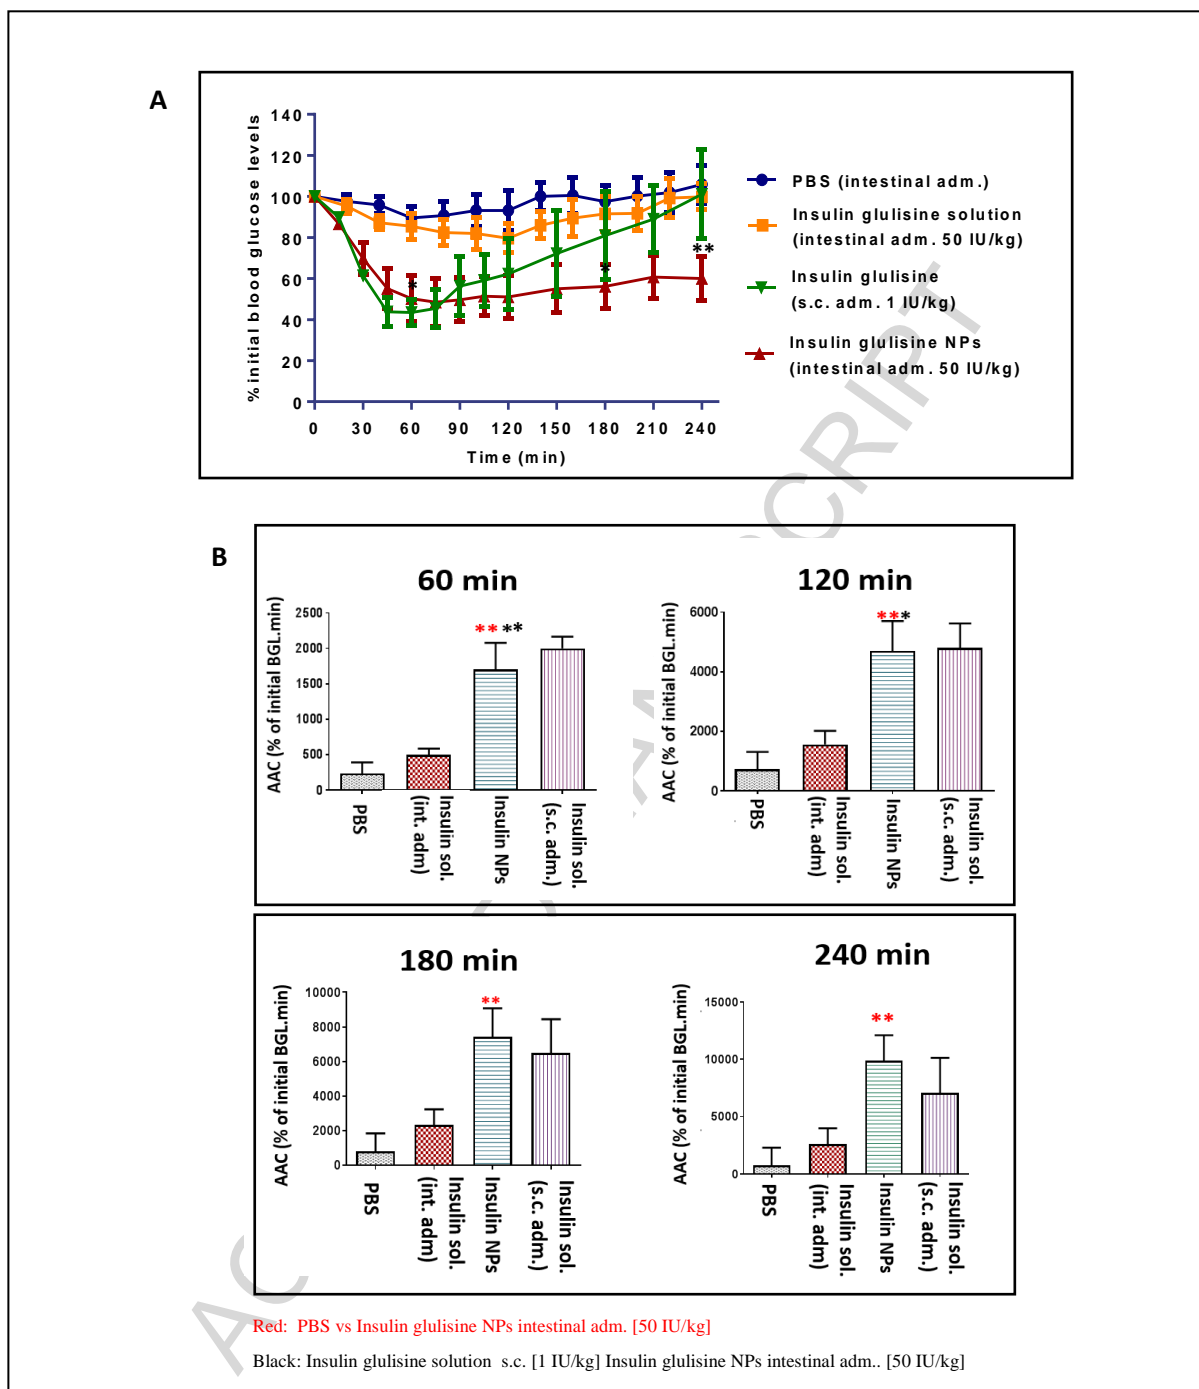 A
140
120
100
80
60
40
20
0
% initial blood glucose levels
0 30 60 90 120 150 180 210 240
Time (min)
*
*
**
PBS (intestinal adm.)
Insulin glulisine solution
(intestinal adm. 50 IU/kg)
Insulin glulisine
(s.c. adm. 1 IU/kg)
Insulin glulisine NPs
(intestinal adm. 50 IU/kg)
B
60 min
AAC (% of initial BGL.min)
2500
2000
1500
1000
500
0
** **
PBS
Insulin sol.
(int. adm)
Insulin NPs
Insulin sol.
(s.c. adm.)
120 min
AAC (% of initial BGL.min)
6000
4000
2000
0
***
PBS
Insulin sol.
(int. adm)
Insulin NPs
Insulin sol.
(s.c. adm.)
180 min
AAC (% of initial BGL.min)
10000
8000
6000
4000
2000
0
**
PBS
Insulin sol.
(int. adm)
Insulin NPs
Insulin sol.
(s.c. adm.)
240 min
AAC (% of initial BGL.min)
15000
10000
5000
0
**
PBS
Insulin sol.
(int. adm)
Insulin NPs
Insulin sol.
(s.c. adm.)
Red: PBS vs Insulin glulisine NPs intestinal adm. [50 IU/kg]
Black: Insulin glulisine solution s.c. [1 IU/kg] Insulin glulisine NPs intestinal adm.. [50 IU/kg]